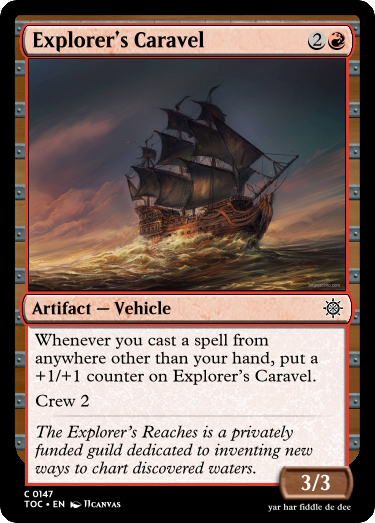 Explorer's Caravel 2
Artifact — Vehicle
Whenever you cast a spell from
anywhere other than your hand, put a
+1/+1 counter on Explorer's Caravel.
Crew 2
The Explorer's Reaches is a privately
funded guild dedicated to inventing new
ways to chart discovered waters.
3/3
C 0147
TOC • EN 11CANVAS
yar har fiddle de dee